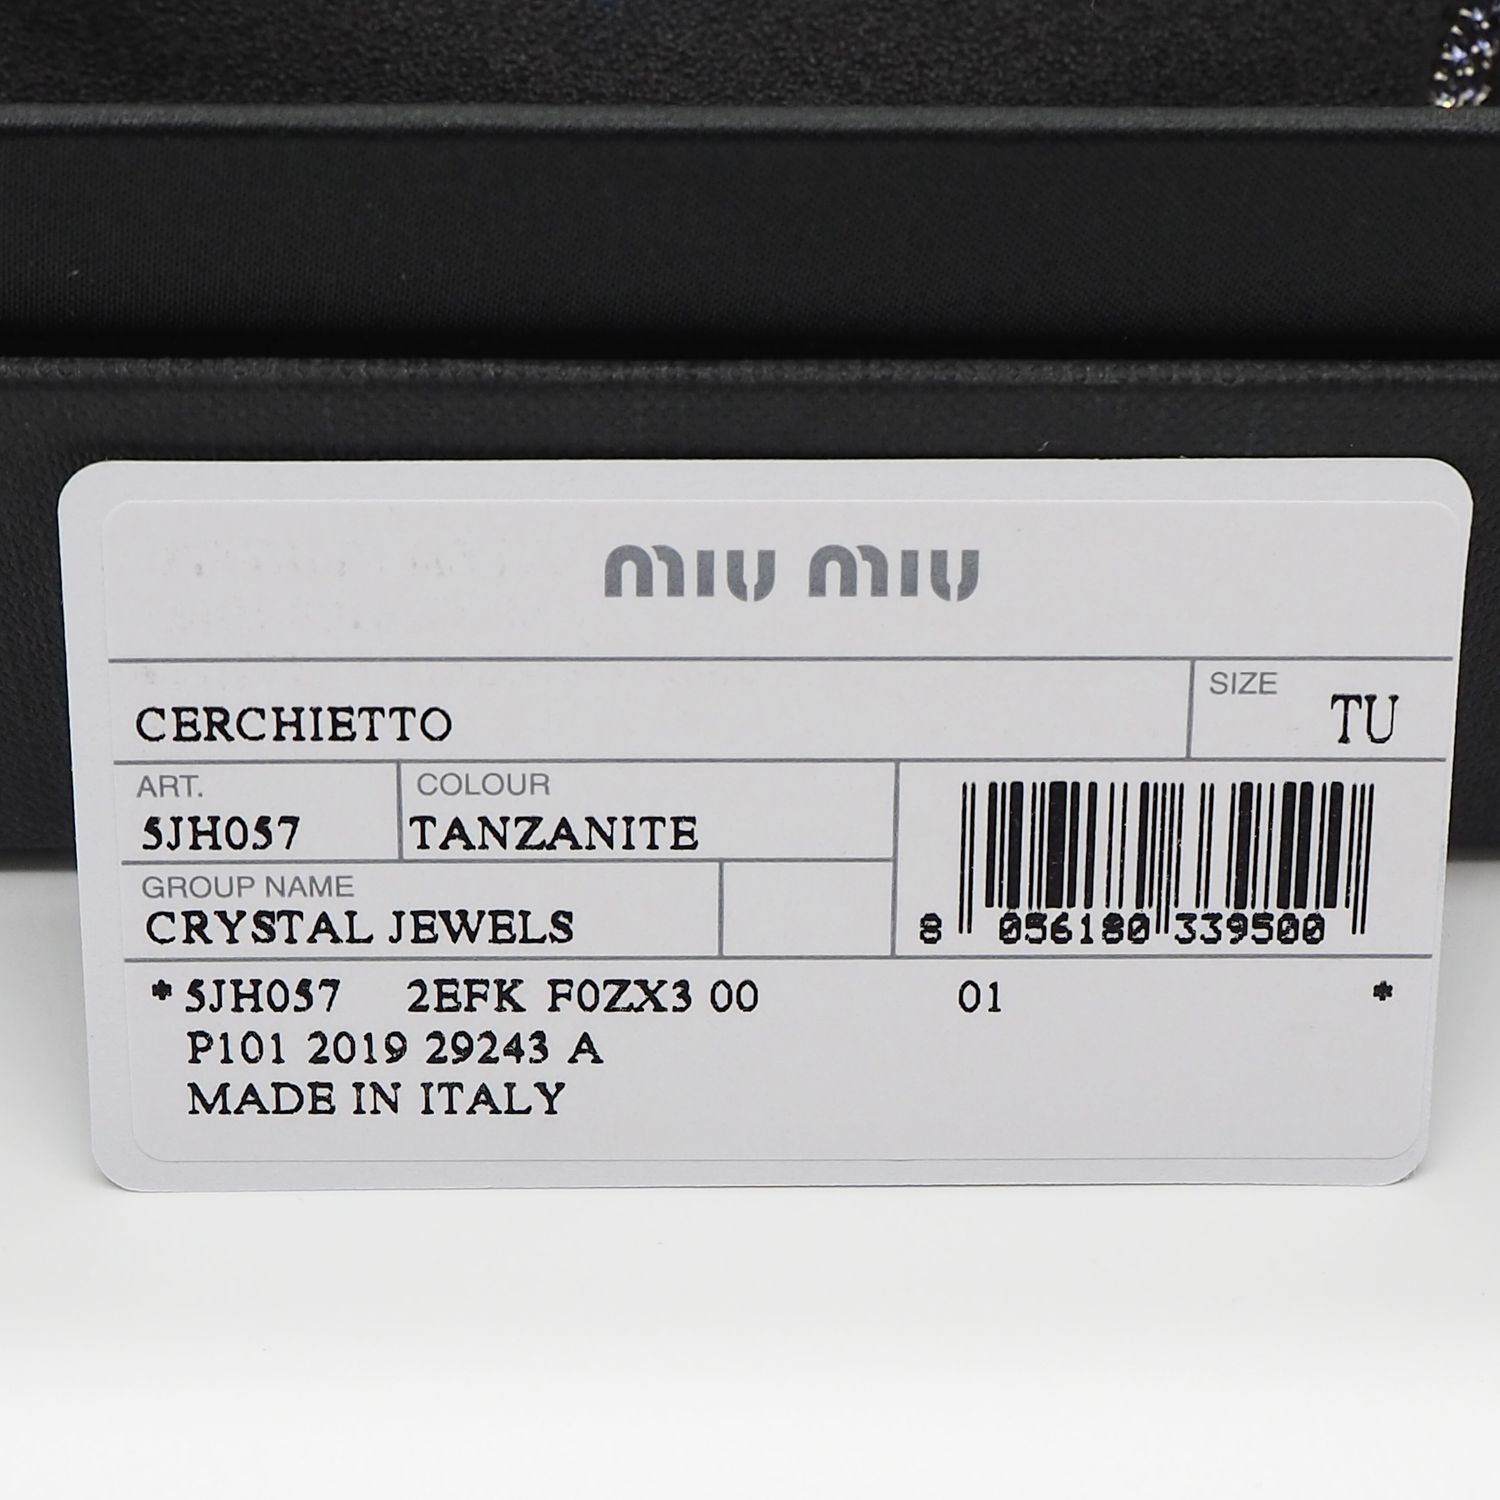 miu miu
CERCHIETTO
SIZE TU
ART.
5JH057
COLOUR
TANZANITE
GROUP NAME
CRYSTAL JEWELS
8 056180 339500
* 5JH057 2EFK F0ZX3 00 01 *
P101 2019 29243 A
MADE IN ITALY